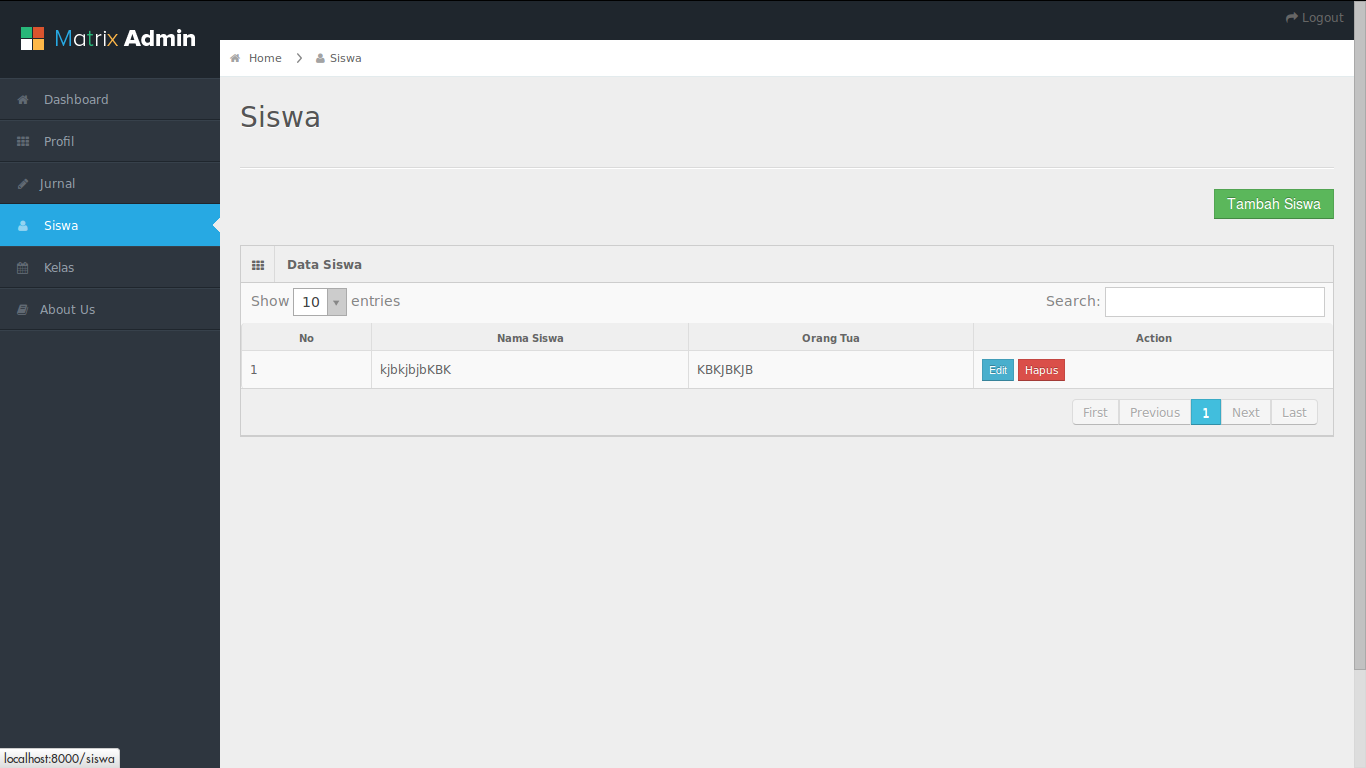 Matrix Admin
Logout
Home
Siswa
Dashboard
Profil
Jurnal
Siswa
Kelas
About Us
Siswa
Tambah Siswa
Data Siswa
Show 10 entries
Search:
No Nama Siswa Orang Tua Action
1 kjbkjbjbKBK KBKJBKJB Edit Hapus
First Previous 1 Next Last
localhost:8000/siswa